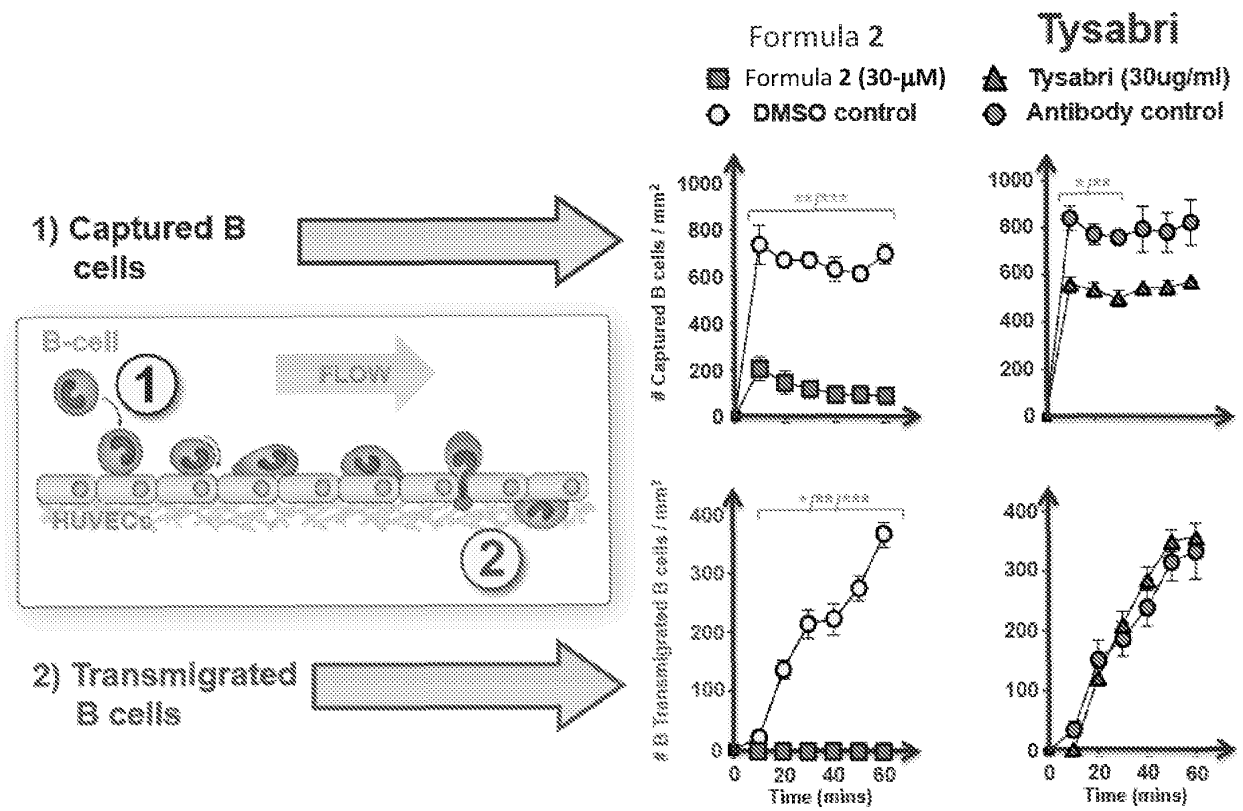 Formula 2
Formula 2 (30-µM)
DMSO control
Tysabri
Tysabri (30ug/ml)
Antibody control
1) Captured B
cells
B-cell
1
FLOW
HUVECs
2
2) Transmigrated
B cells
# Captured B cells / mm²
1000
800
600
400
200
0
**/***
1000
800
600
400
200
0
*/**
# B Transmigrated B cells / mm²
400
300
200
100
0
*/**/***
0 20 40 60
Time (mins)
400
300
200
100
0
0 20 40 60
Time (mins)